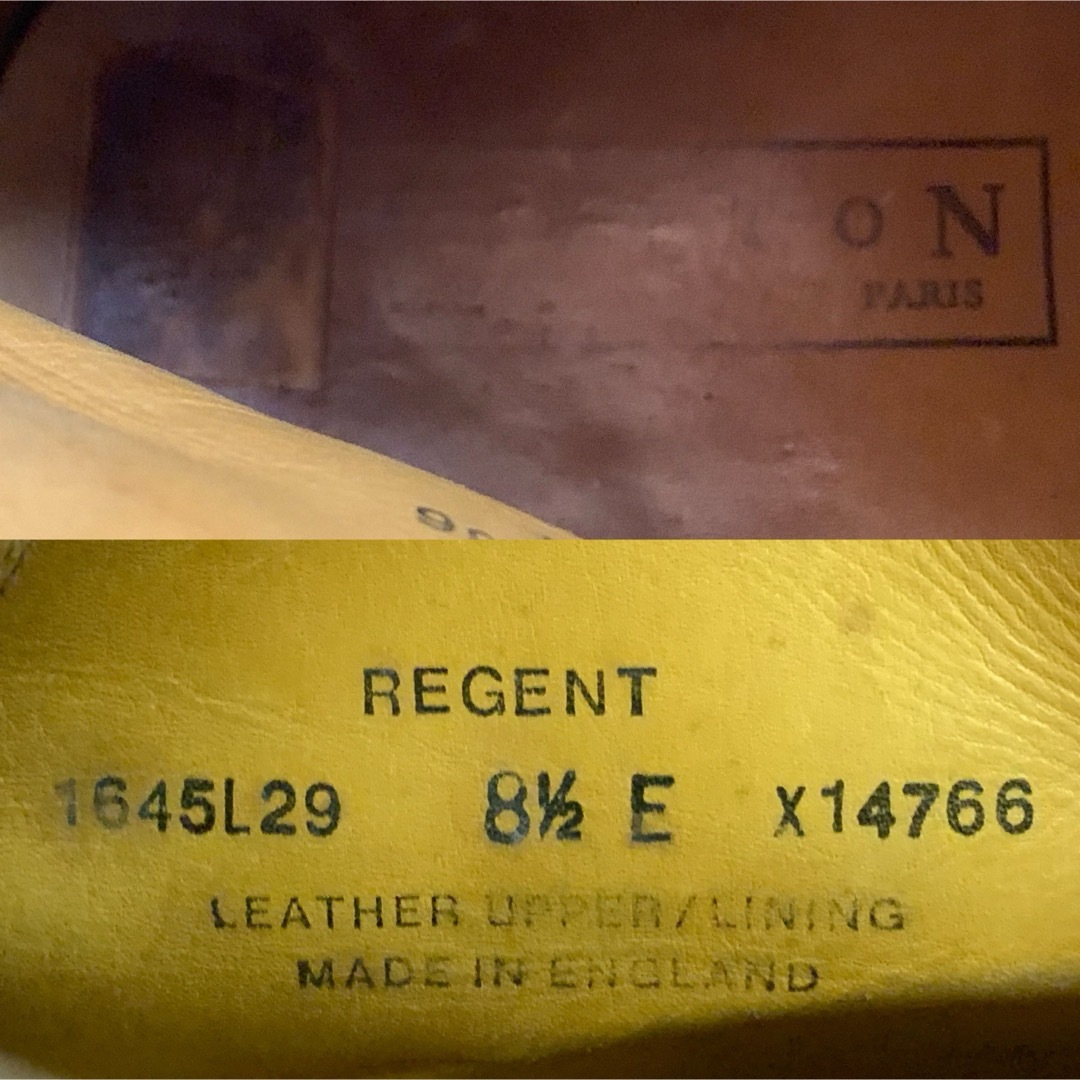 o N
PARIS
REGENT
1645L29 8½ E X14766
LEATHER UPPER/LINING
MADE IN ENGLAND